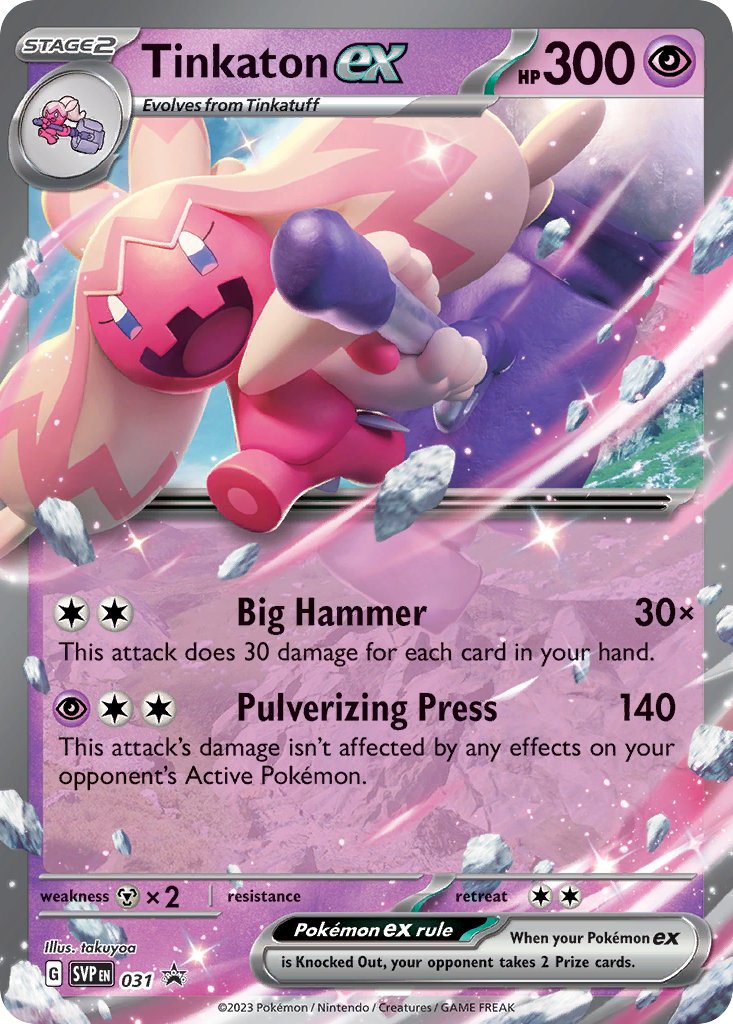 STAGE2
Tinkaton ex
HP 300
Evolves from Tinkatuff
Big Hammer 30×
This attack does 30 damage for each card in your hand.
Pulverizing Press 140
This attack's damage isn't affected by any effects on your
opponent's Active Pokémon.
weakness ×2 resistance retreat
Pokémon ex rule When your Pokémon ex
is Knocked Out, your opponent takes 2 Prize cards.
Illus. takuyoa
G SVP EN 031
©2023 Pokémon / Nintendo / Creatures / GAME FREAK